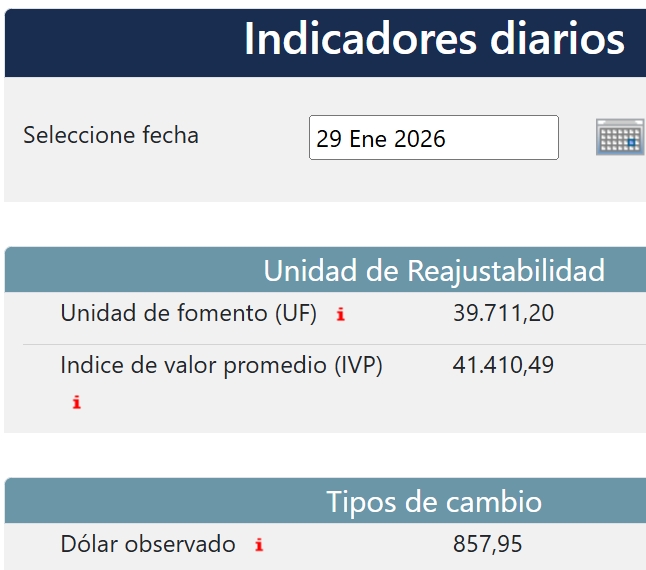 Indicadores diarios
Seleccione fecha 29 Ene 2026
Unidad de Reajustabilidad
Unidad de fomento (UF) i 39.711,20
Indice de valor promedio (IVP) 41.410,49
i
Tipos de cambio
Dólar observado i 857,95